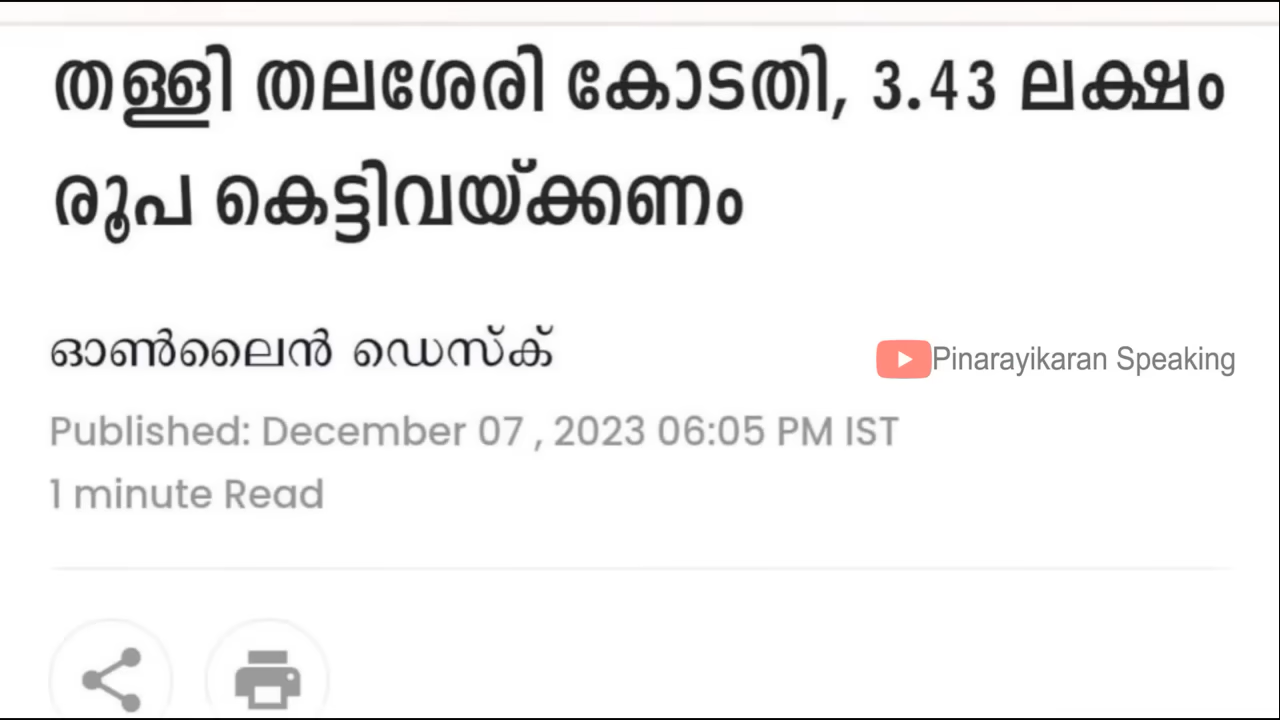 തള്ളി തലശേരി കോടതി, 3.43 ലക്ഷം
രൂപ കെട്ടിവയ്ക്കണം
ഓൺലൈൻ ഡെസ്ക്
Pinarayikaran Speaking
Published: December 07 , 2023 06:05 PM IST
1 minute Read